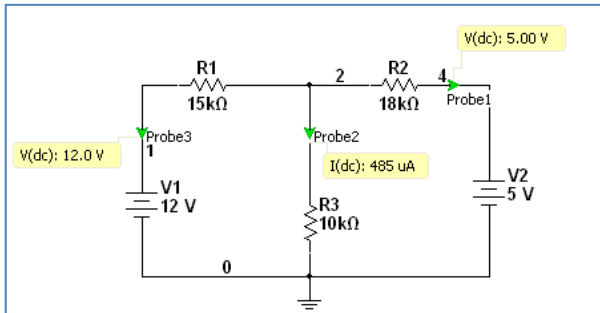 V(dc): 5.00 V
R1
2
R2
4
15kΩ
18kΩ
Probe1
Probe3
Probe2
V(dc): 12.0 V
1
I(dc): 485 uA
V1
12 V
V2
5 V
R3
10kΩ
0